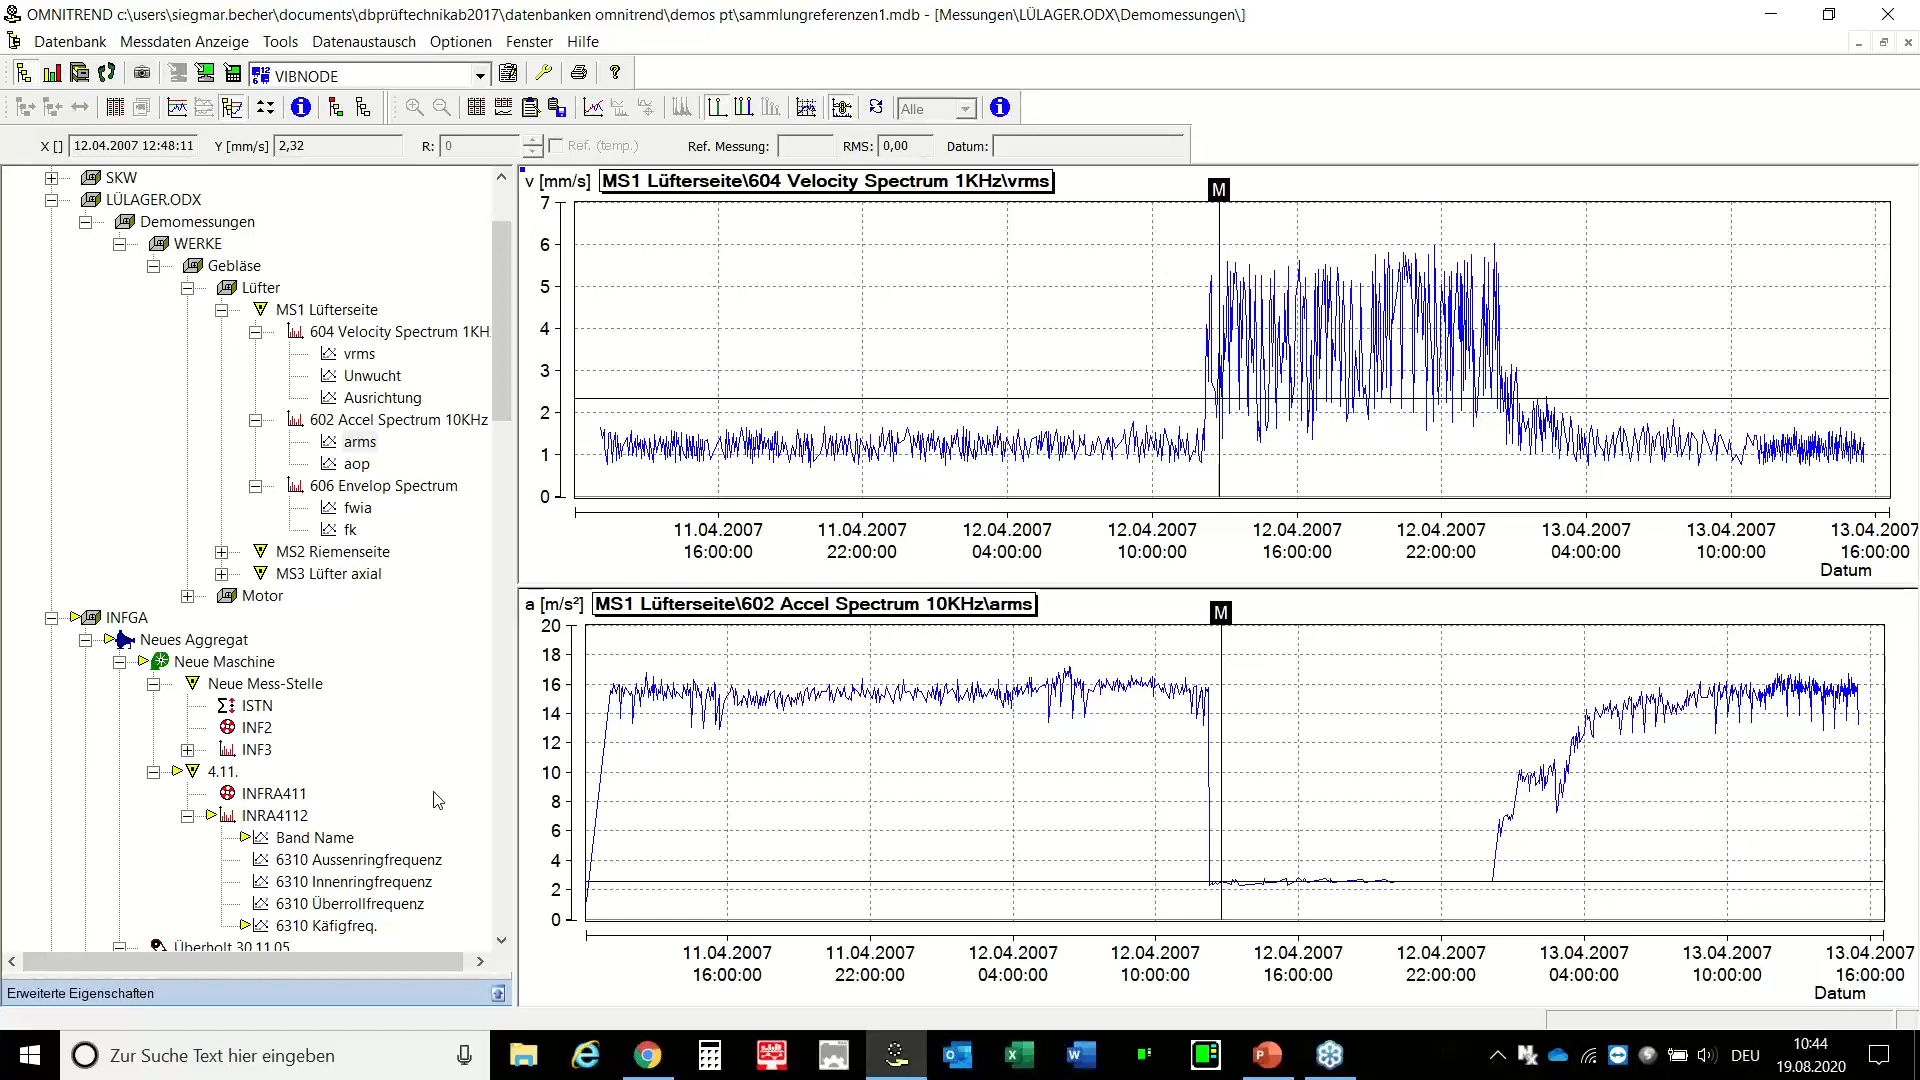 OMNITREND c:\users\siegmar.becher\documents\dbprüftechnikab2017\datenbanken omnitrend\demos pt\sammlungreferenzen1.mdb - [Messungen\LÜLAGER.ODX\Demomessungen\]
Datenbank Messdaten Anzeige Tools Datenaustausch Optionen Fenster Hilfe
VIBNODE
Alle
X [] 12.04.2007 12:48:11 Y [mm/s] 2,32 R: 0 Ref. (temp.) Ref. Messung: RMS: 0,00 Datum:
SKW
LÜLAGER.ODX
Demomessungen
WERKE
Gebläse
Lüfter
MS1 Lüfterseite
604 Velocity Spectrum 1KH
vrms
Unwucht
Ausrichtung
602 Accel Spectrum 10KHz
arms
aop
606 Envelop Spectrum
fwia
fk
MS2 Riemenseite
MS3 Lüfter axial
Motor
INFGA
Neues Aggregat
Neue Maschine
Neue Mess-Stelle
ISTN
INF2
INF3
4.11.
INFRA411
INRA4112
Band Name
6310 Aussenringfrequenz
6310 Innenringfrequenz
6310 Überrollfrequenz
6310 Käfigfreq.
Überholt 30.11.05
Erweiterte Eigenschaften
v [mm/s] MS1 Lüfterseite\604 Velocity Spectrum 1KHz\vrms
M
7
6
5
4
3
2
1
0
11.04.2007 11.04.2007 12.04.2007 12.04.2007 12.04.2007 12.04.2007 13.04.2007 13.04.2007 13.04.2007
16:00:00 22:00:00 04:00:00 10:00:00 16:00:00 22:00:00 04:00:00 10:00:00 16:00:00
Datum
a [m/s²] MS1 Lüfterseite\602 Accel Spectrum 10KHz\arms
M
20
18
16
14
12
10
8
6
4
2
0
11.04.2007 11.04.2007 12.04.2007 12.04.2007 12.04.2007 12.04.2007 13.04.2007 13.04.2007 13.04.2007
16:00:00 22:00:00 04:00:00 10:00:00 16:00:00 22:00:00 04:00:00 10:00:00 16:00:00
Datum
Zur Suche Text hier eingeben
DEU
10:44
19.08.2020